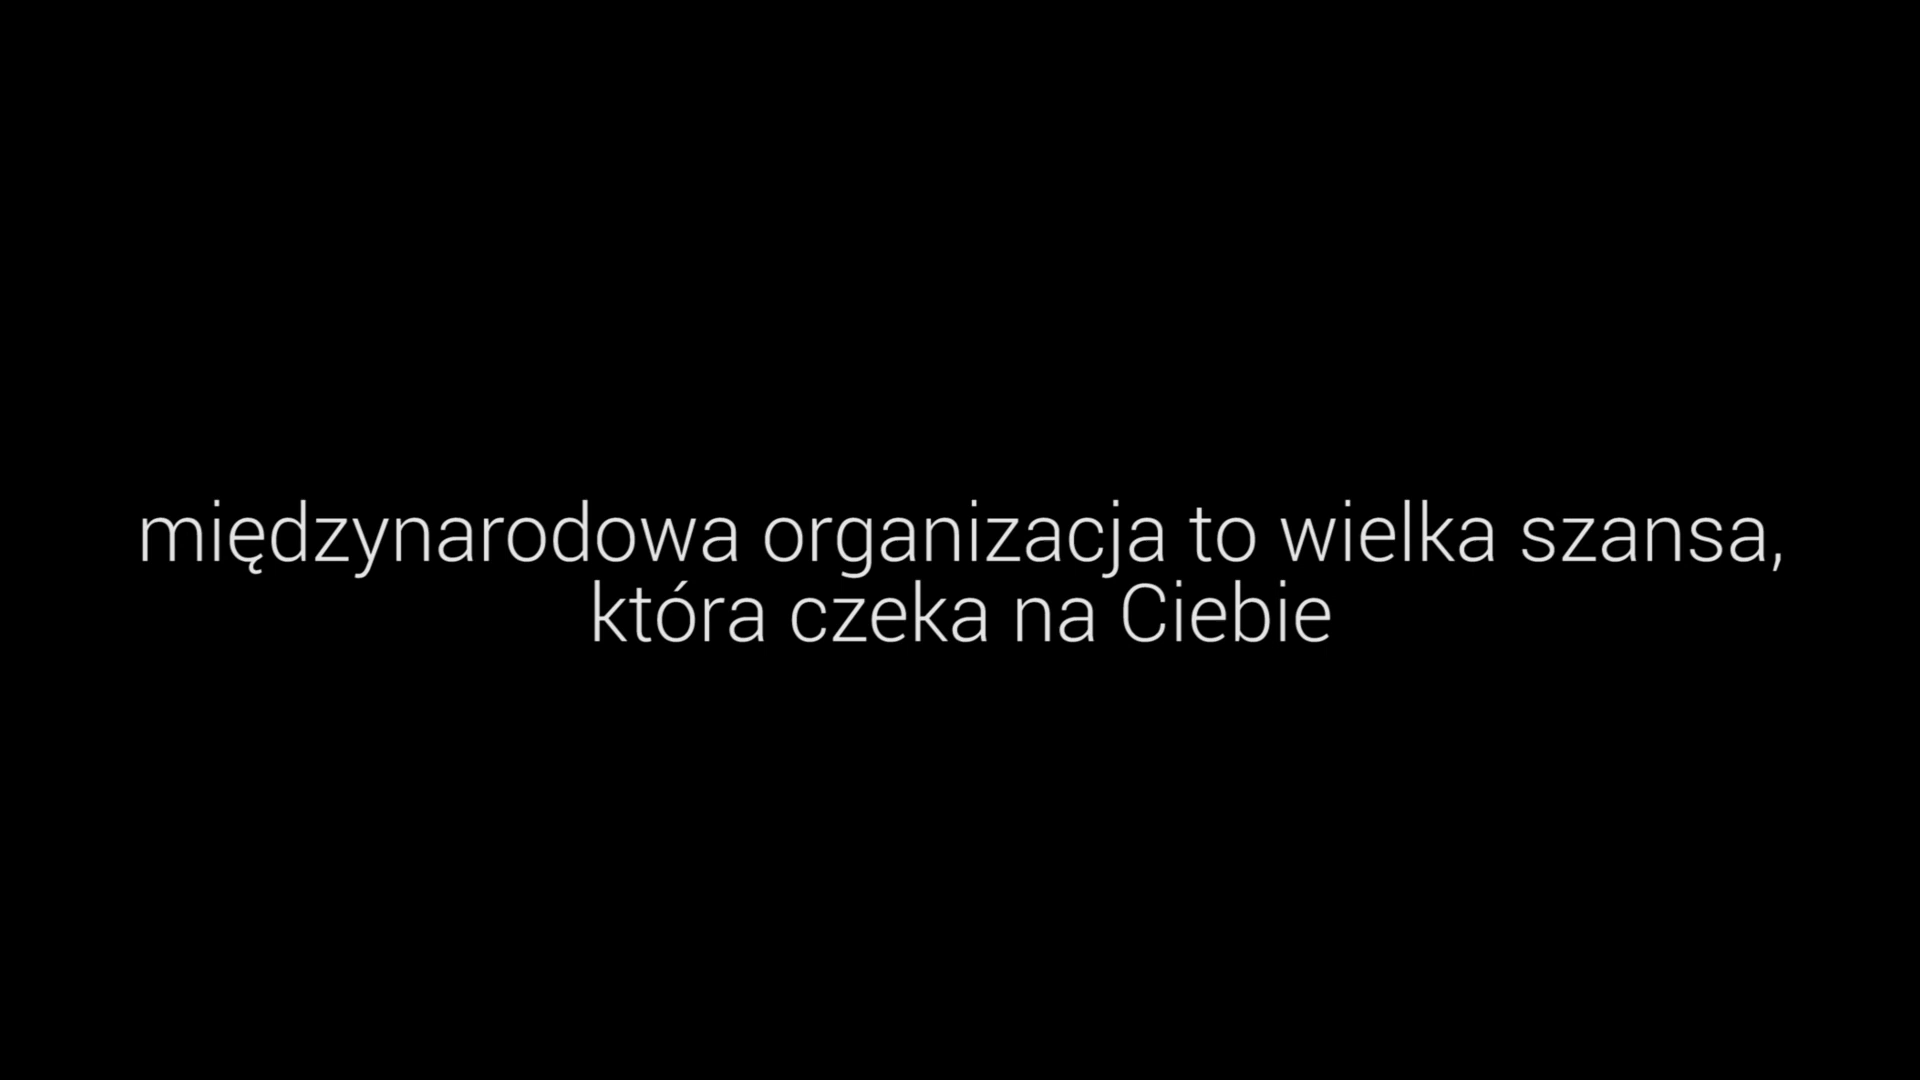 międzynarodowa organizacja to wielka szansa,
która czeka na Ciebie